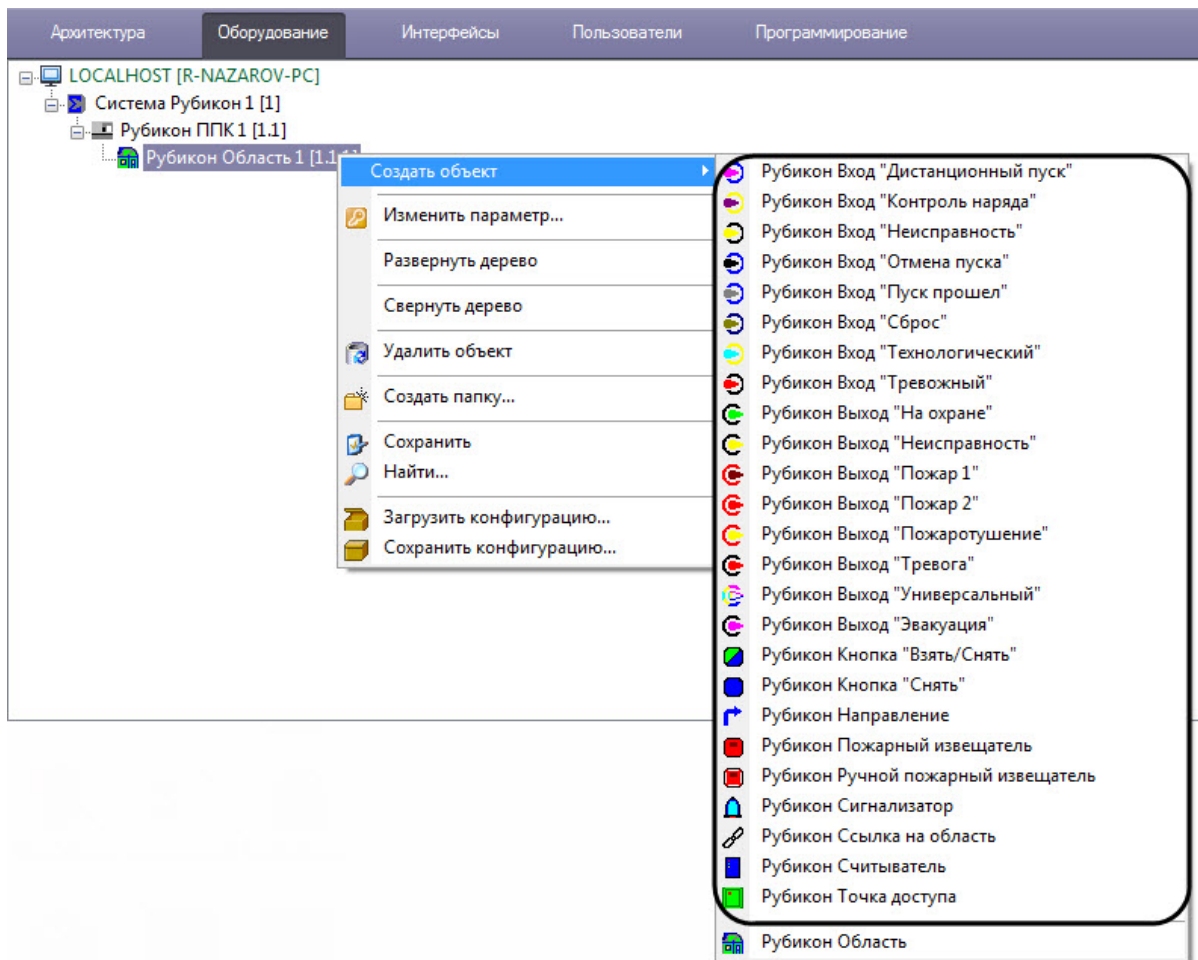 Архитектура Оборудование Интерфейсы Пользователи Программирование
LOCALHOST [R-NAZAROV-PC]
Система Рубикон 1 [1]
Рубикон ППК 1 [1.1]
Рубикон Область 1 [1.1.1]
Создать объект
Изменить параметр...
Развернуть дерево
Свернуть дерево
Удалить объект
Создать папку...
Сохранить
Найти...
Загрузить конфигурацию...
Сохранить конфигурацию...
Рубикон Вход "Дистанционный пуск"
Рубикон Вход "Контроль наряда"
Рубикон Вход "Неисправность"
Рубикон Вход "Отмена пуска"
Рубикон Вход "Пуск прошел"
Рубикон Вход "Сброс"
Рубикон Вход "Технологический"
Рубикон Вход "Тревожный"
Рубикон Выход "На охране"
Рубикон Выход "Неисправность"
Рубикон Выход "Пожар 1"
Рубикон Выход "Пожар 2"
Рубикон Выход "Пожаротушение"
Рубикон Выход "Тревога"
Рубикон Выход "Универсальный"
Рубикон Выход "Эвакуация"
Рубикон Кнопка "Взять/Снять"
Рубикон Кнопка "Снять"
Рубикон Направление
Рубикон Пожарный извещатель
Рубикон Ручной пожарный извещатель
Рубикон Сигнализатор
Рубикон Ссылка на область
Рубикон Считыватель
Рубикон Точка доступа
Рубикон Область